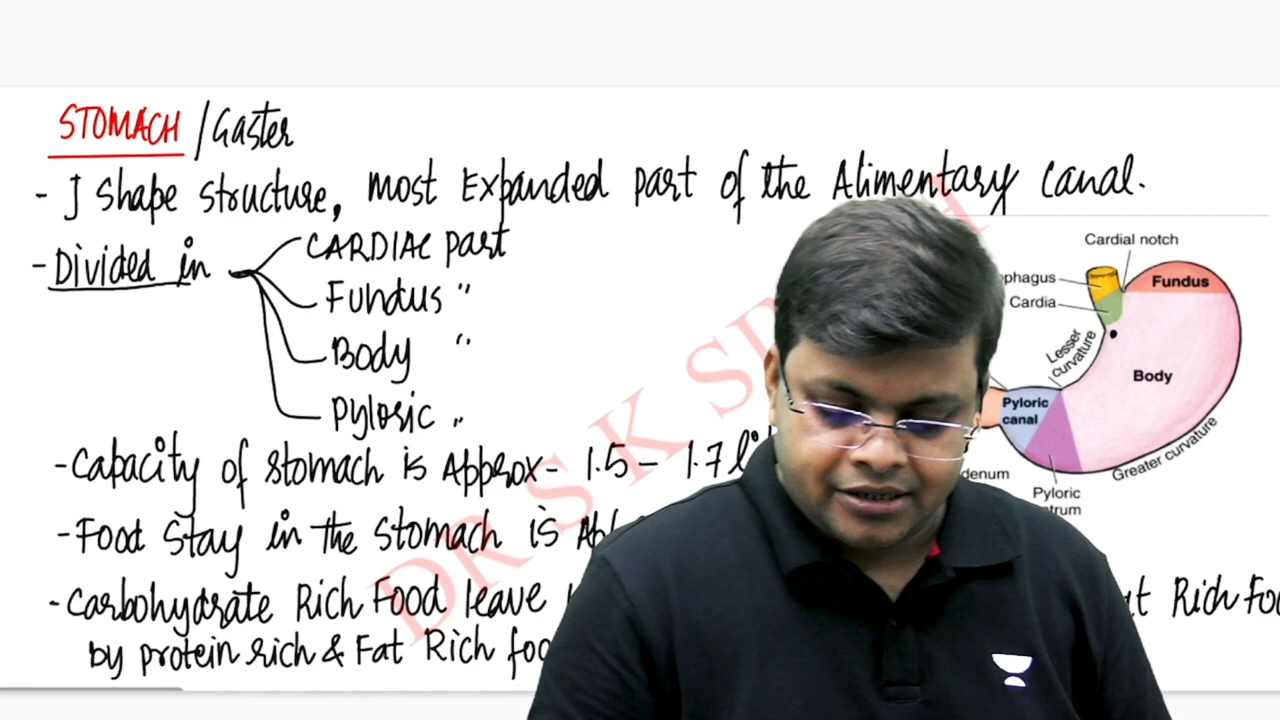 STOMACH / Gaster
- J shape structure, most Expanded part of the Alimentary Canal.
- Divided in
CARDIAC part
Fundus "
Body "
Pyloric "
- Capacity of stomach is Approx- 1.5 - 1.7
- Food Stay in the stomach is
- Carbohydrate Rich Food leave
Rich
by protein rich & Fat Rich
DR S K
Cardial notch
Fundus
Cardia
Lesser
curvature
Body
Pyloric
canal
Greater curvature
Pyloric